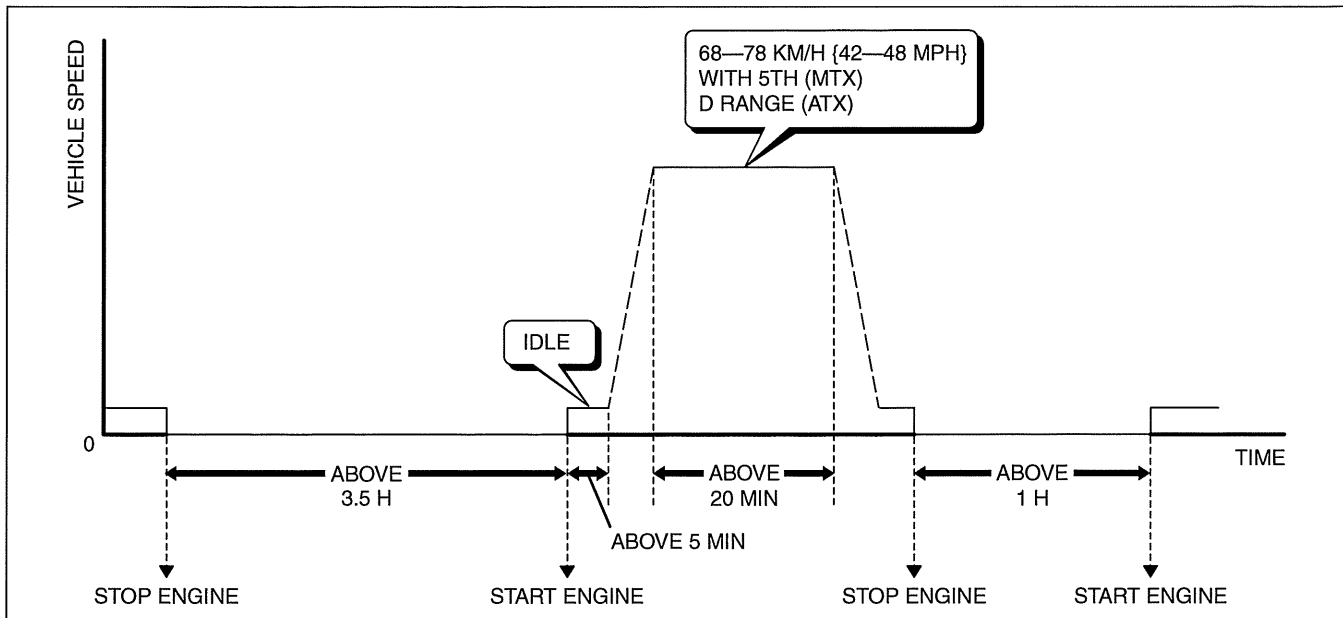 VEHICLE SPEED
68—78 KM/H {42—48 MPH}
WITH 5TH (MTX)
D RANGE (ATX)
IDLE
0
TIME
ABOVE
3.5 H
ABOVE
20 MIN
ABOVE
1 H
ABOVE 5 MIN
STOP ENGINE
START ENGINE
STOP ENGINE
START ENGINE